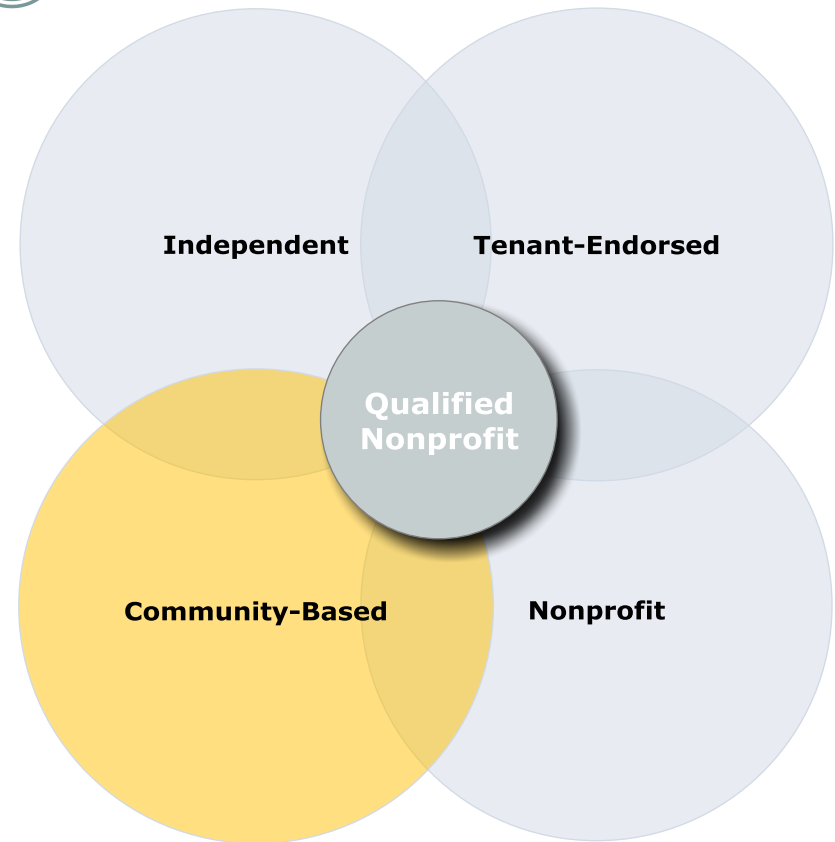 Independent
Tenant-Endorsed
Qualified
Nonprofit
Community-Based
Nonprofit